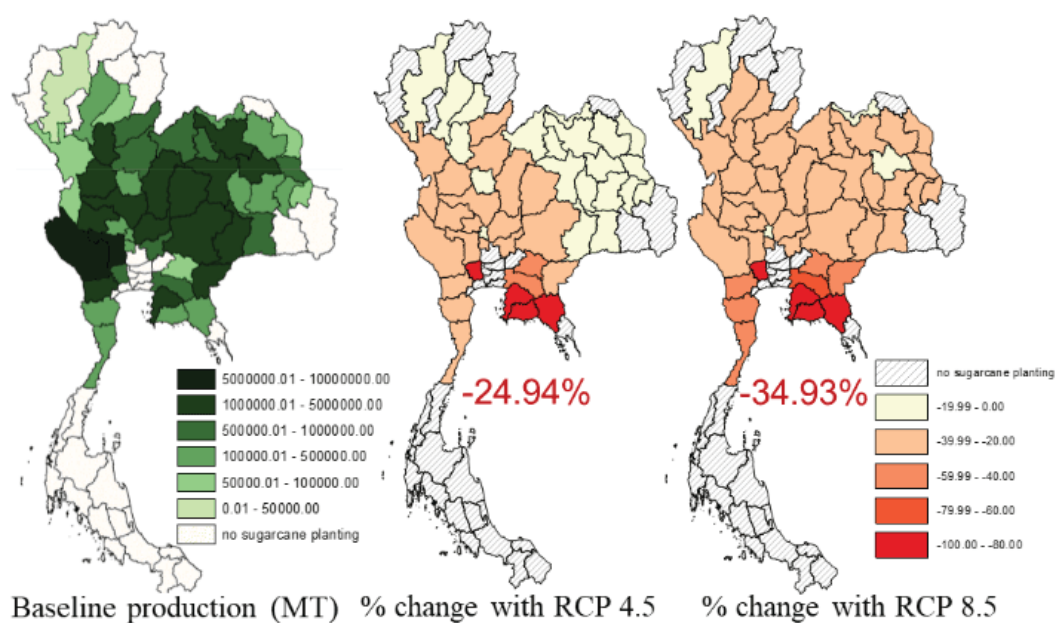 -24.94%
-34.93%
5000000.01 - 10000000.00
1000000.01 - 5000000.00
500000.01 - 1000000.00
100000.01 - 500000.00
50000.01 - 100000.00
0.01 - 50000.00
no sugarcane planting
no sugarcane planting
-19.99 - 0.00
-39.99 - -20.00
-59.99 - -40.00
-79.99 - -60.00
-100.00 - -80.00
Baseline production (MT)
% change with RCP 4.5
% change with RCP 8.5